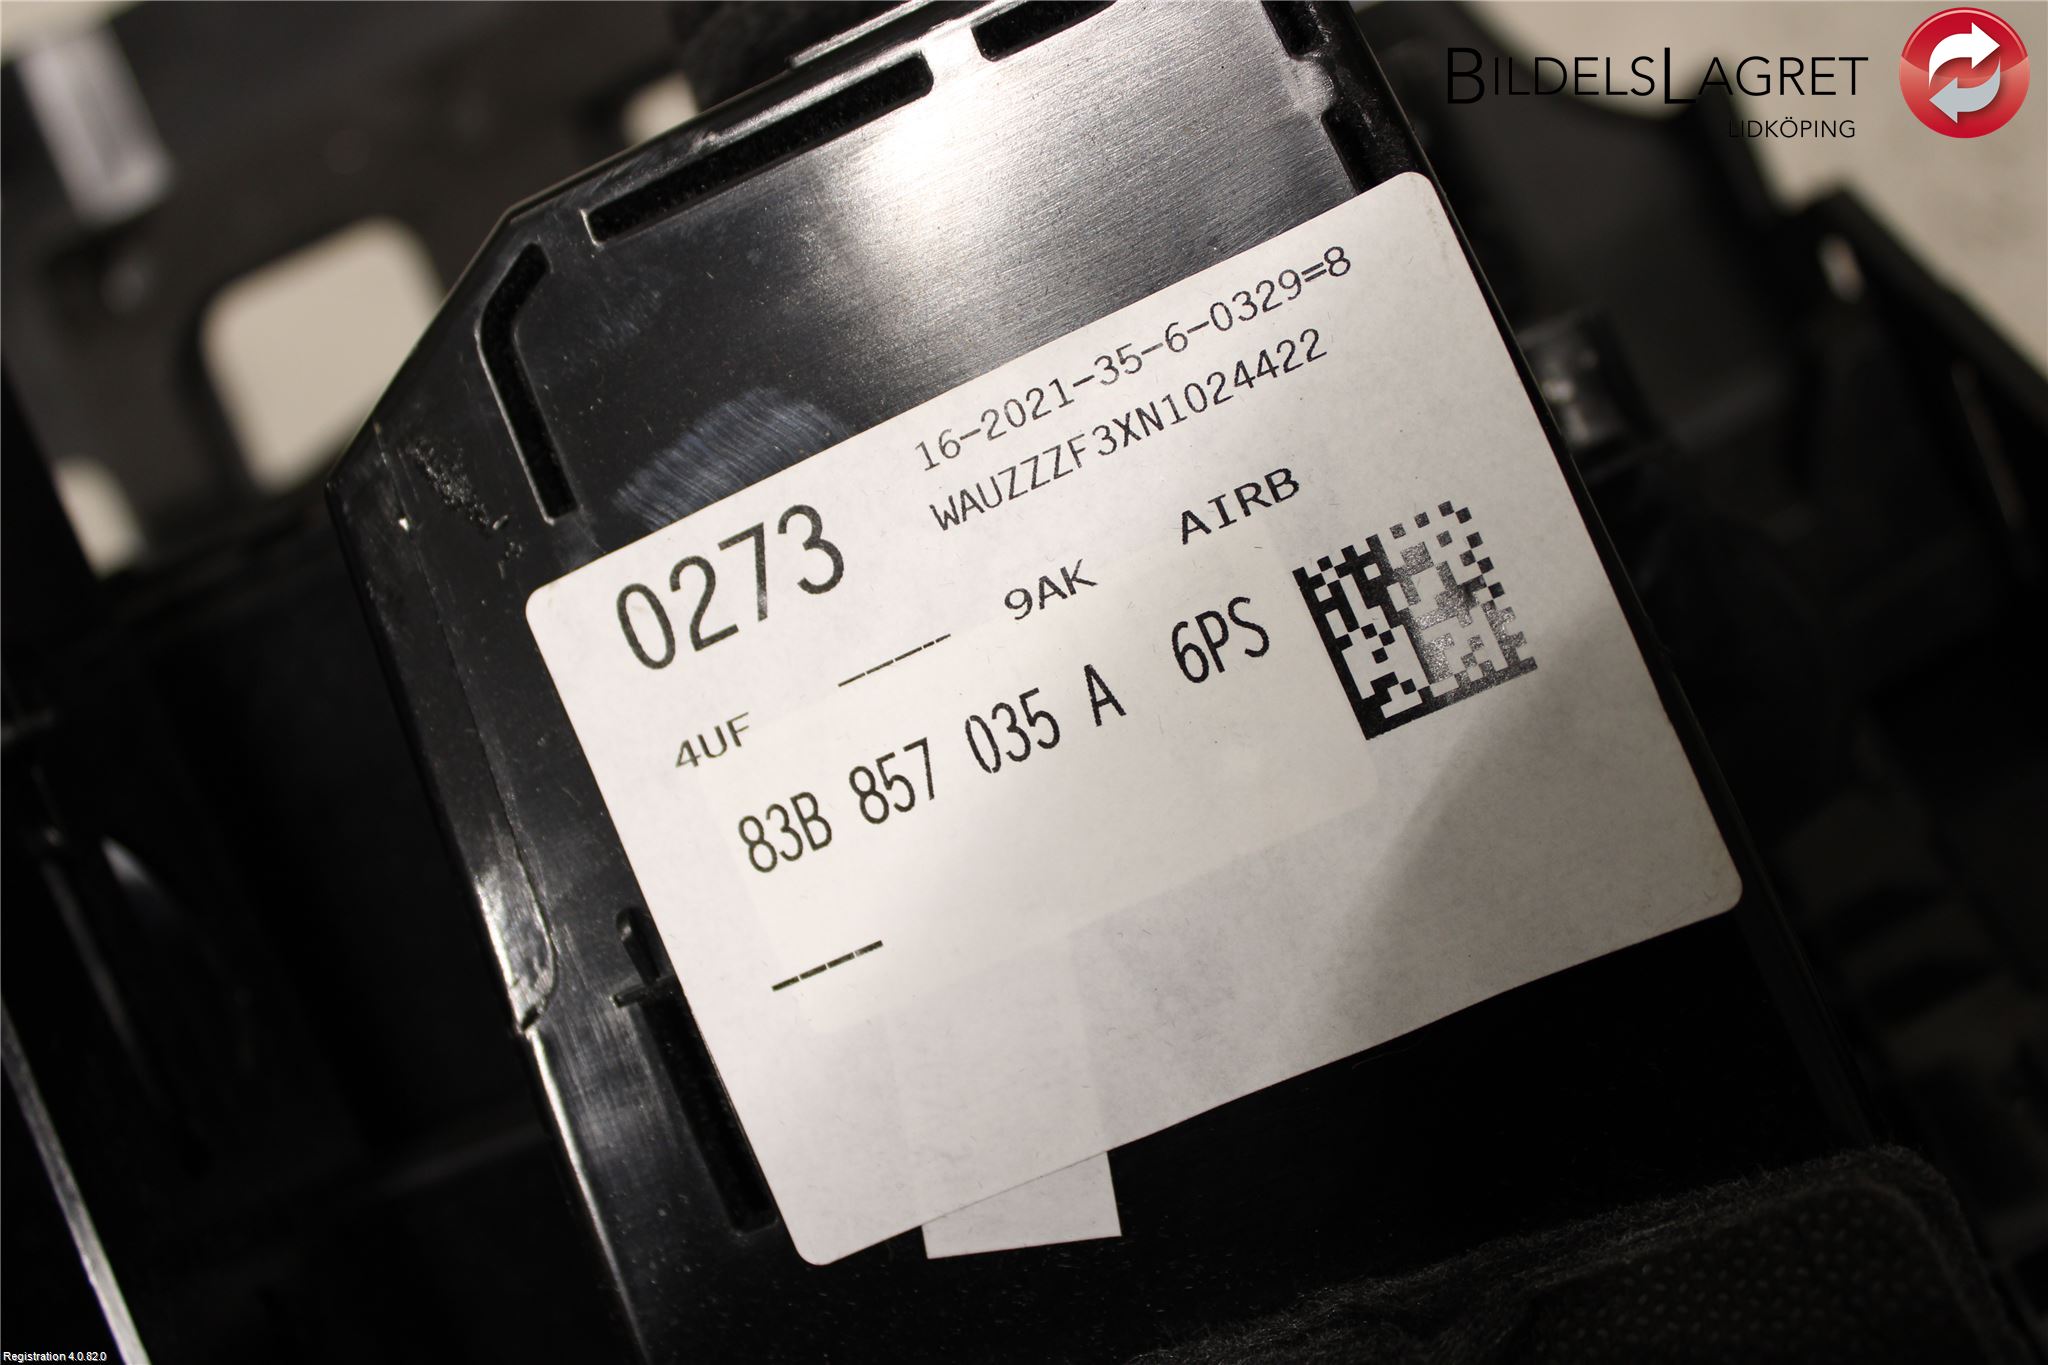 BILDELSLAGRET
LIDKÖPING
16-2021-35-6-0329=8
WAUZZZF3XN1024422
0273
9AK
AIRB
4UF
83B 857 035 A 6PS
Registration 4.0.82.0